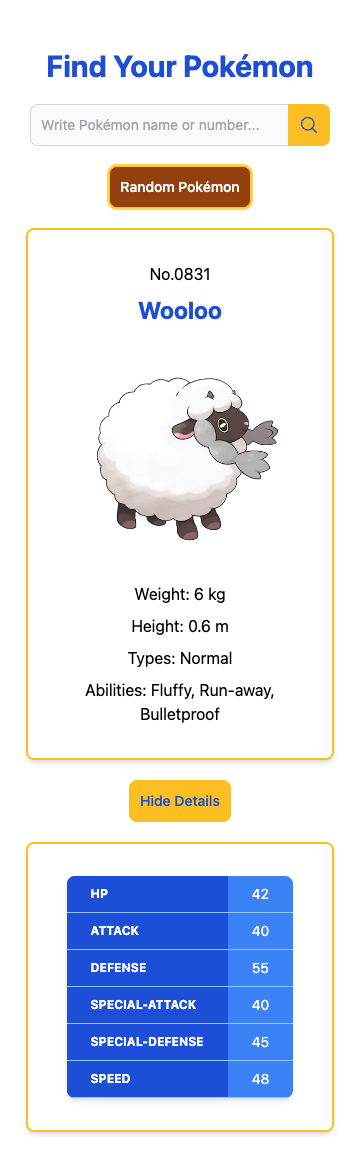 Find Your Pokémon
Write Pokémon name or number...
Random Pokémon
No.0831
Wooloo
Weight: 6 kg
Height: 0.6 m
Types: Normal
Abilities: Fluffy, Run-away,
Bulletproof
Hide Details
HP 42
ATTACK 40
DEFENSE 55
SPECIAL-ATTACK 40
SPECIAL-DEFENSE 45
SPEED 48